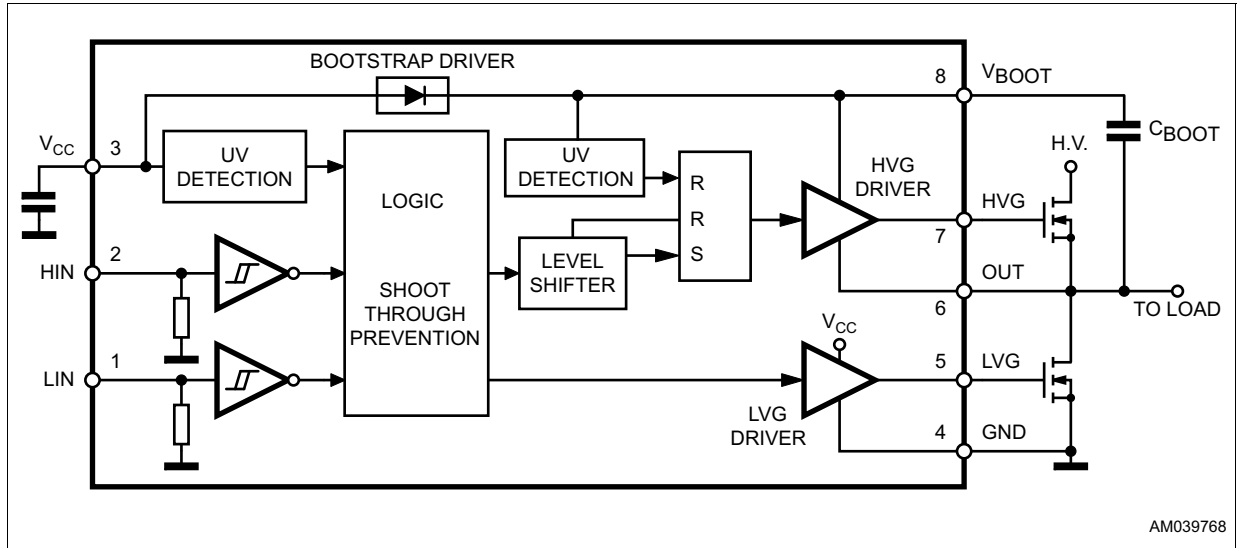 BOOTSTRAP DRIVER
8
VBOOT
VCC
3
UV
DETECTION
LOGIC
SHOOT
THROUGH
PREVENTION
UV
DETECTION
R
R
S
LEVEL
SHIFTER
HVG
DRIVER
H.V.
CBOOT
HVG
7
HIN
2
OUT
6
TO LOAD
LIN
1
VCC
5
LVG
LVG
DRIVER
4
GND
AM039768